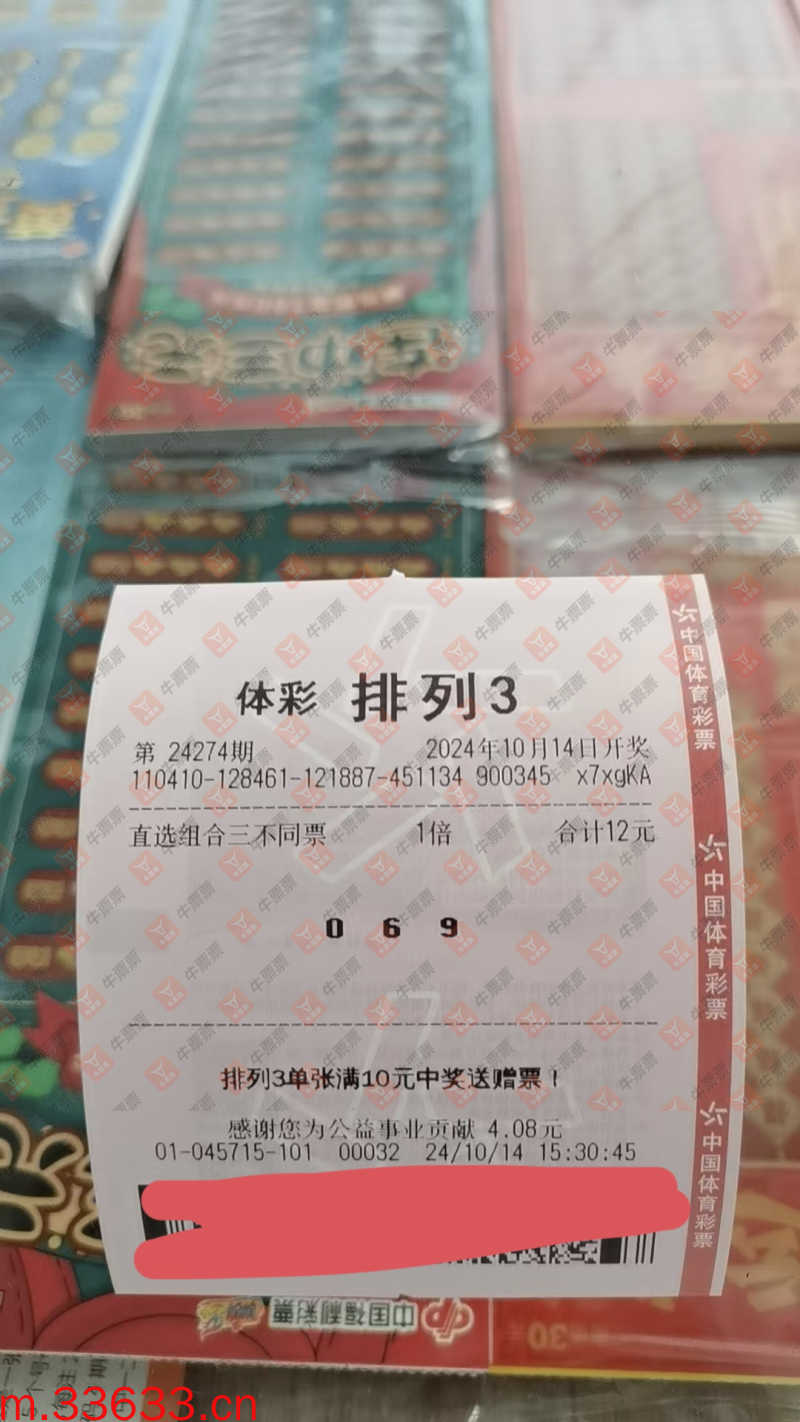 体彩 排列3
第 24274期 2024年10月14日开奖
110410-128461-121887-451134 900345 x7xgKA
直选组合三不同票 1倍 合计12元
0 6 9
排列3单张满10元中奖送赠票！
感谢您为公益事业贡献 4.08元
01-045715-101 00032 24/10/14 15:30:45
中国体育彩票
中国体育彩票
中国体育彩票
牛票票
中国福利彩票
30
m.33633.cn